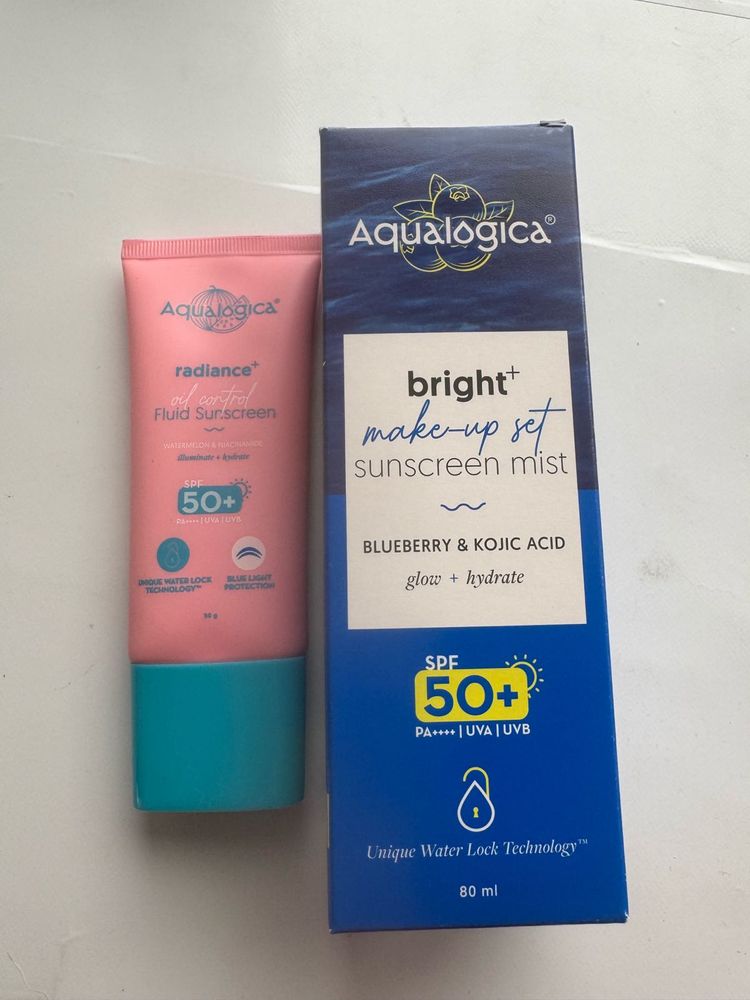 Aqualogica®
radiance+
oil control
Fluid Sunscreen
WATERMELON & NIACINAMIDE
illuminate + hydrate
SPF
50+
PA++++ | UVA | UVB
UNIQUE WATER LOCK
TECHNOLOGY™
BLUE LIGHT
PROTECTION
50 g
Aqualogica®
bright+
make-up set
sunscreen mist
BLUEBERRY & KOJIC ACID
glow + hydrate
SPF
50+
PA++++ | UVA | UVB
Unique Water Lock Technology™
80 ml